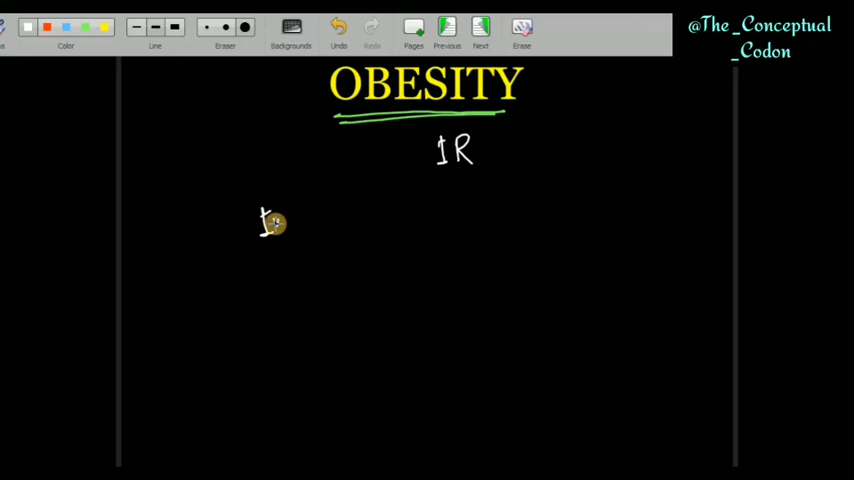 @The_Conceptual
_Codon
Color
Line
Eraser
Backgrounds
Undo
Redo
Pages
Previous
Next
Erase
OBESITY
IR
I